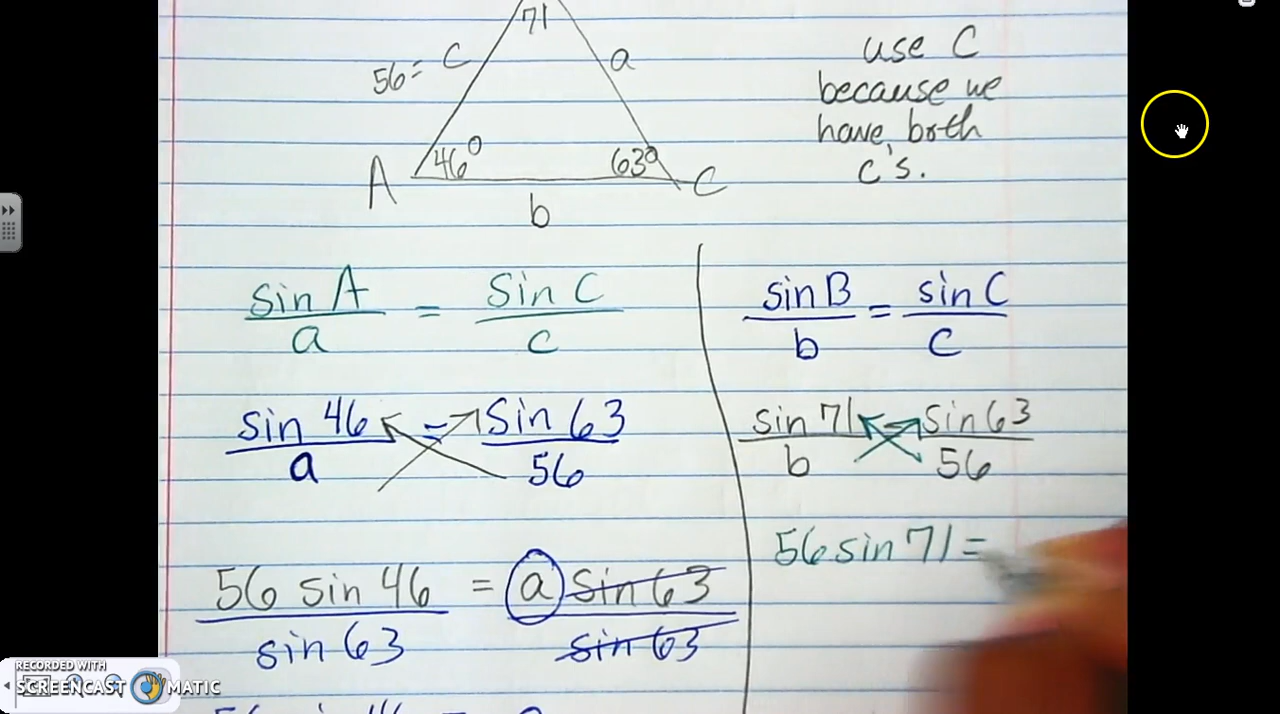 71
56 = C
a
use C
because we
have, both
c's.
46°
63°
A
C
b
sin A / a = sin C / c
sin B / b = sin C / c
sin 46 / a = sin 63 / 56
sin 71 / b = sin 63 / 56
56 sin 71 =
56 sin 46 / sin 63 = a sin 63 / sin 63
RECORDED WITH
SCREENCAST MATIC